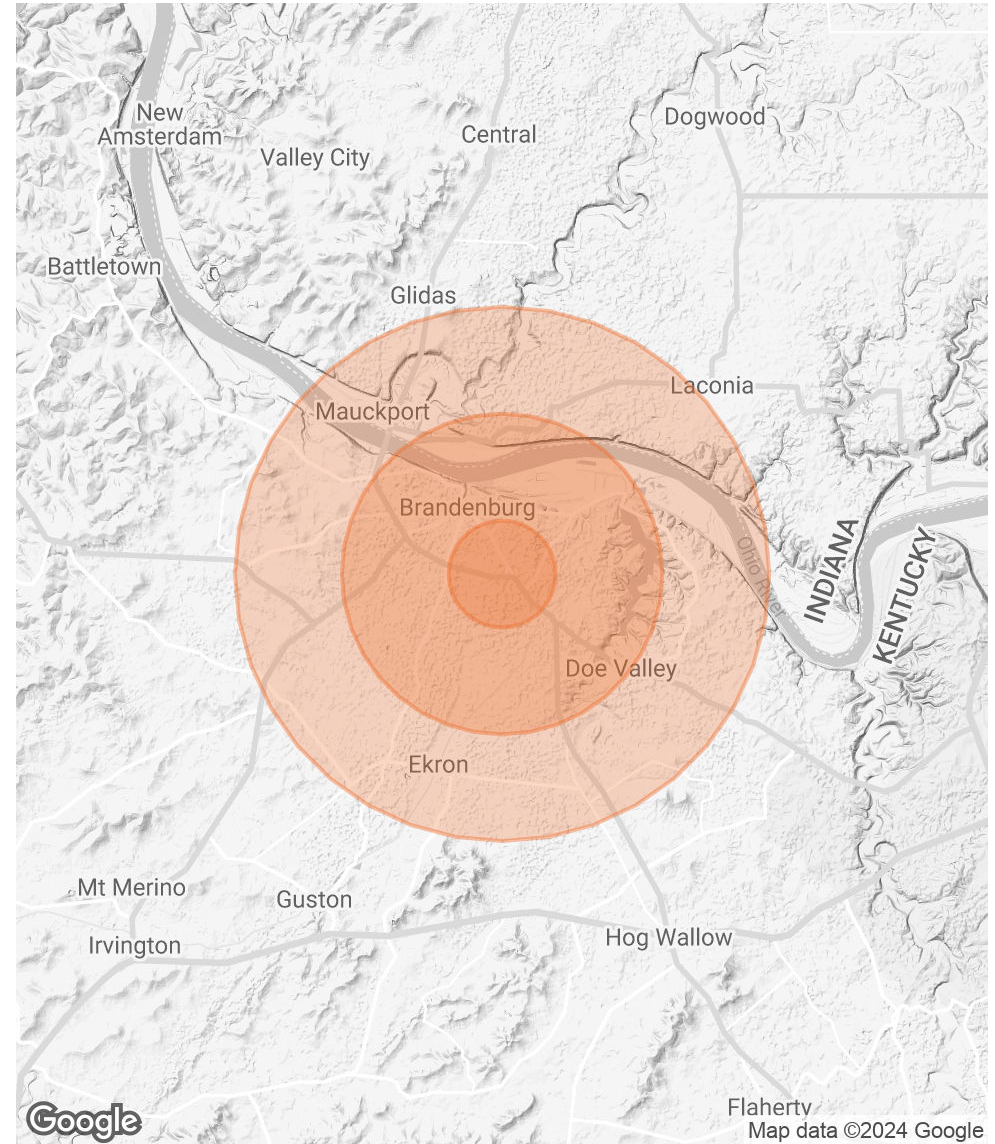 New
Amsterdam
Central
Dogwood
Valley City
Battletown
Glidas
Laconia
Mauckport
Brandenburg
Ohio River
INDIANA
KENTUCKY
Doe Valley
Ekron
Mt Merino
Guston
Hog Wallow
Irvington
Flaherty
Google
Map data ©2024 Google